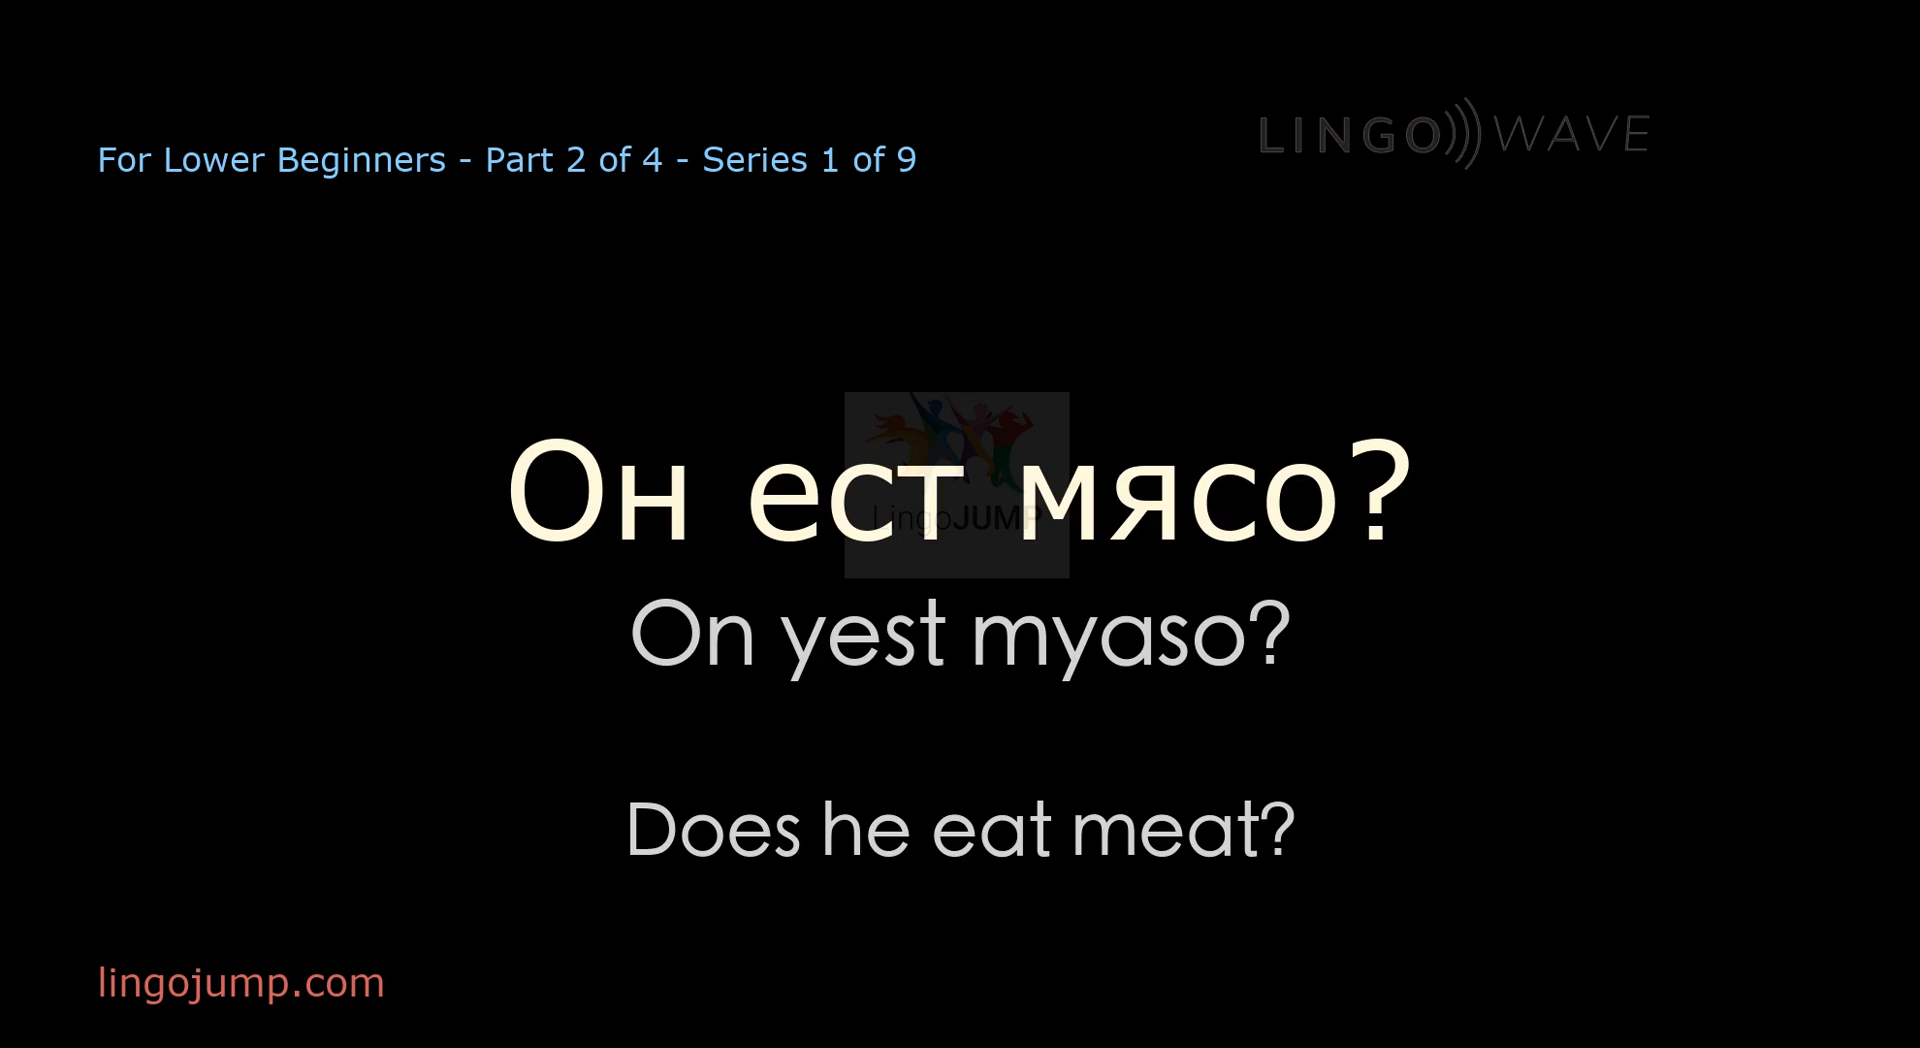 For Lower Beginners - Part 2 of 4 - Series 1 of 9
LINGO WAVE
Он ест мясо?
LingoJUMP
On yest myaso?
Does he eat meat?
lingojump.com